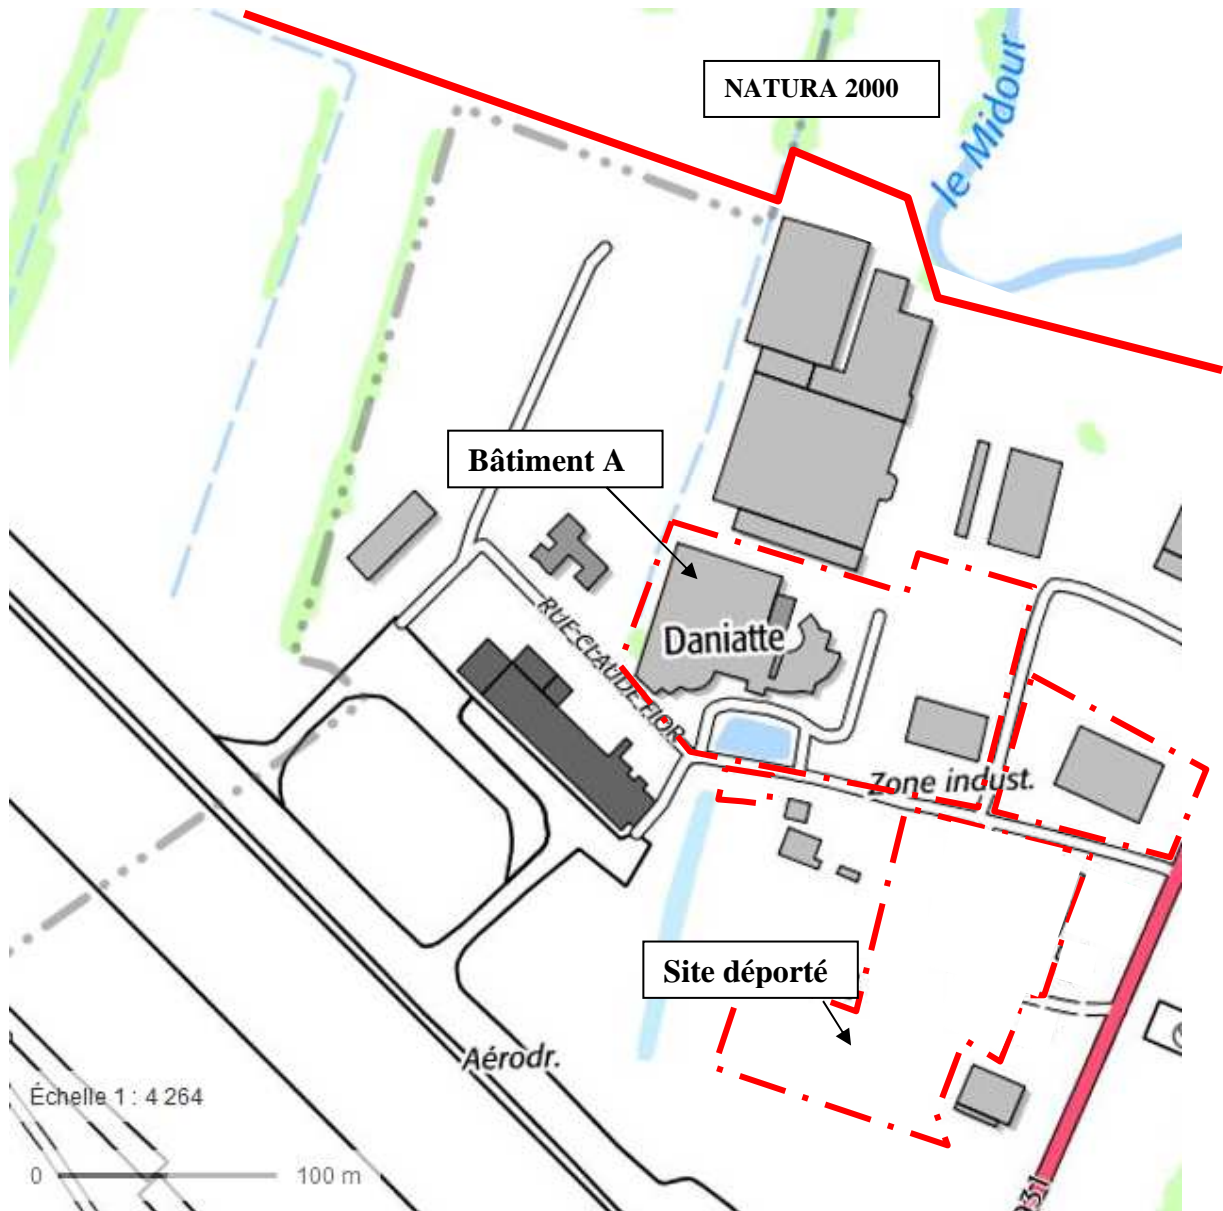 NATURA 2000
le Midour
Bâtiment A
RUE CLAUDE FIOR
Daniatte
Zone indust.
Site déporté
Aérodr.
Échelle 1 : 4 264
0 100 m